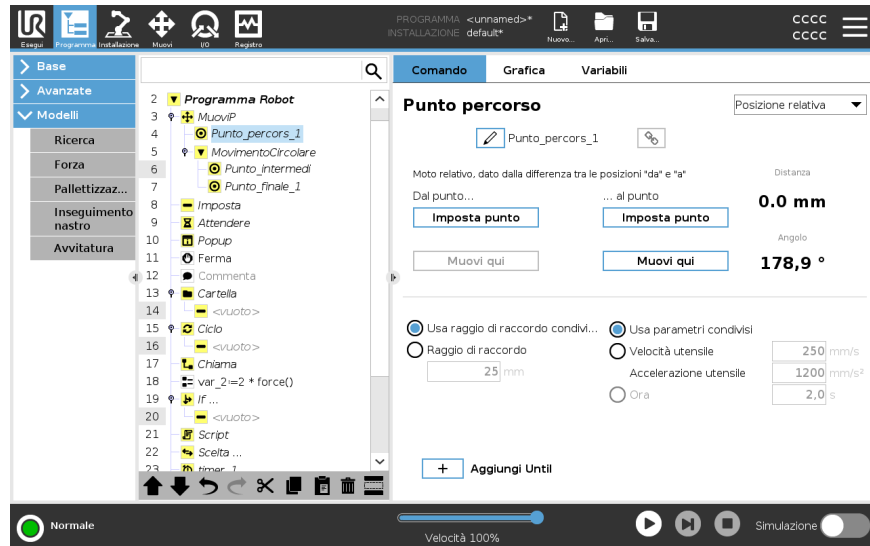 PROGRAMMA <unnamed>*
INSTALLAZIONE default*
UR
Esegui
Programma
Installazione
Muovi
I/O
Registro
Nuovo...
Apri...
Salva...
cccc
cccc
Base
Avanzate
Modelli
Ricerca
Forza
Pallettizzaz...
Inseguimento
nastro
Avvitatura
2 Programma Robot
3 MuoviP
4 Punto_percors_1
5 MovimentoCircolare
6 Punto_intermedi
7 Punto_finale_1
8 Imposta
9 Attendere
10 Popup
11 Ferma
12 Commenta
13 Cartella
14 <vuoto>
15 Ciclo
16 <vuoto>
17 Chiama
18 var_2:=2 * force()
19 If ...
20 <vuoto>
21 Script
22 Scelta ...
23 timer_1
Comando Grafica Variabili
Punto percorso
Posizione relativa
Punto_percors_1
Moto relativo, dato dalla differenza tra le posizioni "da" e "a"
Distanza
Dal punto... ... al punto
0.0 mm
Imposta punto Imposta punto
Angolo
Muovi qui Muovi qui
178,9 °
Usa raggio di raccordo condivi... Usa parametri condivisi
Raggio di raccordo Velocità utensile 250 mm/s
25 mm Accelerazione utensile 1200 mm/s²
Ora 2,0 s
+ Aggiungi Until
Normale
Velocità 100%
Simulazione